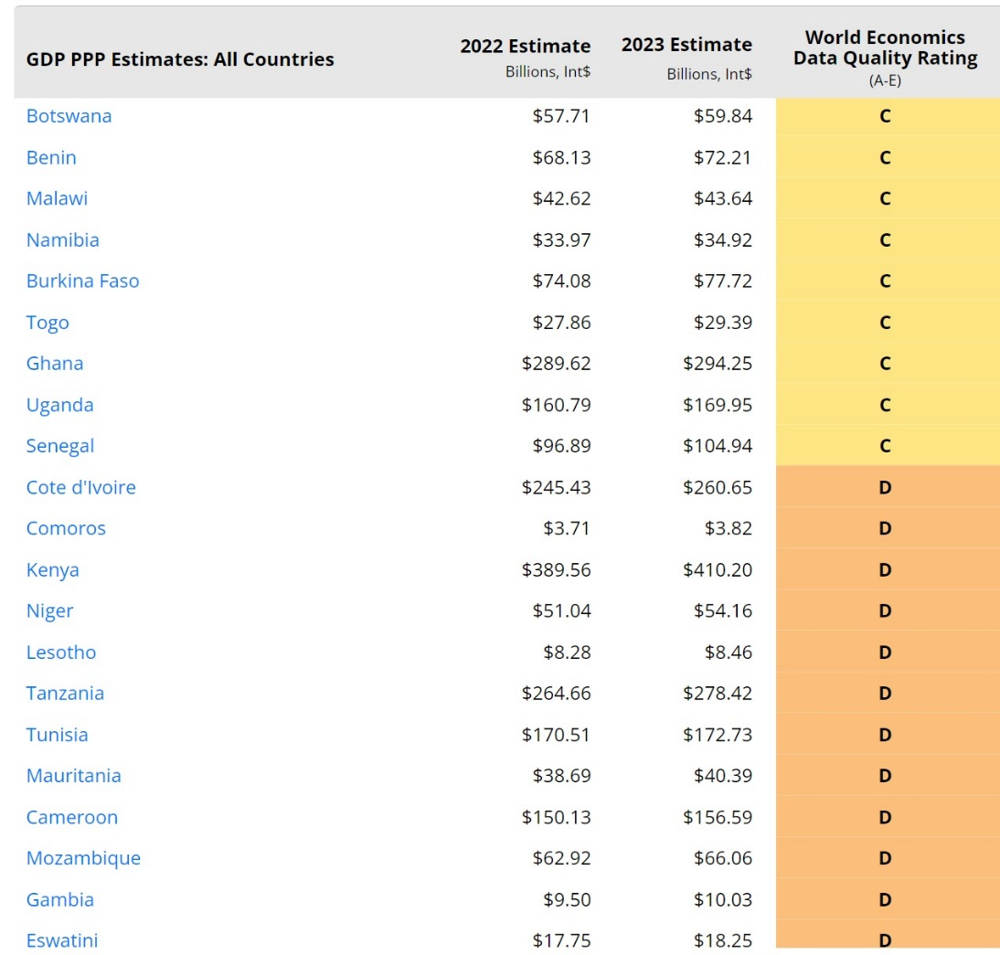 GDP PPP Estimates: All Countries 2022 Estimate Billions, Int$ 2023 Estimate Billions, Int$ World Economics Data Quality Rating (A-E)
Botswana $57.71 $59.84 C
Benin $68.13 $72.21 C
Malawi $42.62 $43.64 C
Namibia $33.97 $34.92 C
Burkina Faso $74.08 $77.72 C
Togo $27.86 $29.39 C
Ghana $289.62 $294.25 C
Uganda $160.79 $169.95 C
Senegal $96.89 $104.94 C
Cote d'Ivoire $245.43 $260.65 D
Comoros $3.71 $3.82 D
Kenya $389.56 $410.20 D
Niger $51.04 $54.16 D
Lesotho $8.28 $8.46 D
Tanzania $264.66 $278.42 D
Tunisia $170.51 $172.73 D
Mauritania $38.69 $40.39 D
Cameroon $150.13 $156.59 D
Mozambique $62.92 $66.06 D
Gambia $9.50 $10.03 D
Eswatini $17.75 $18.25 D